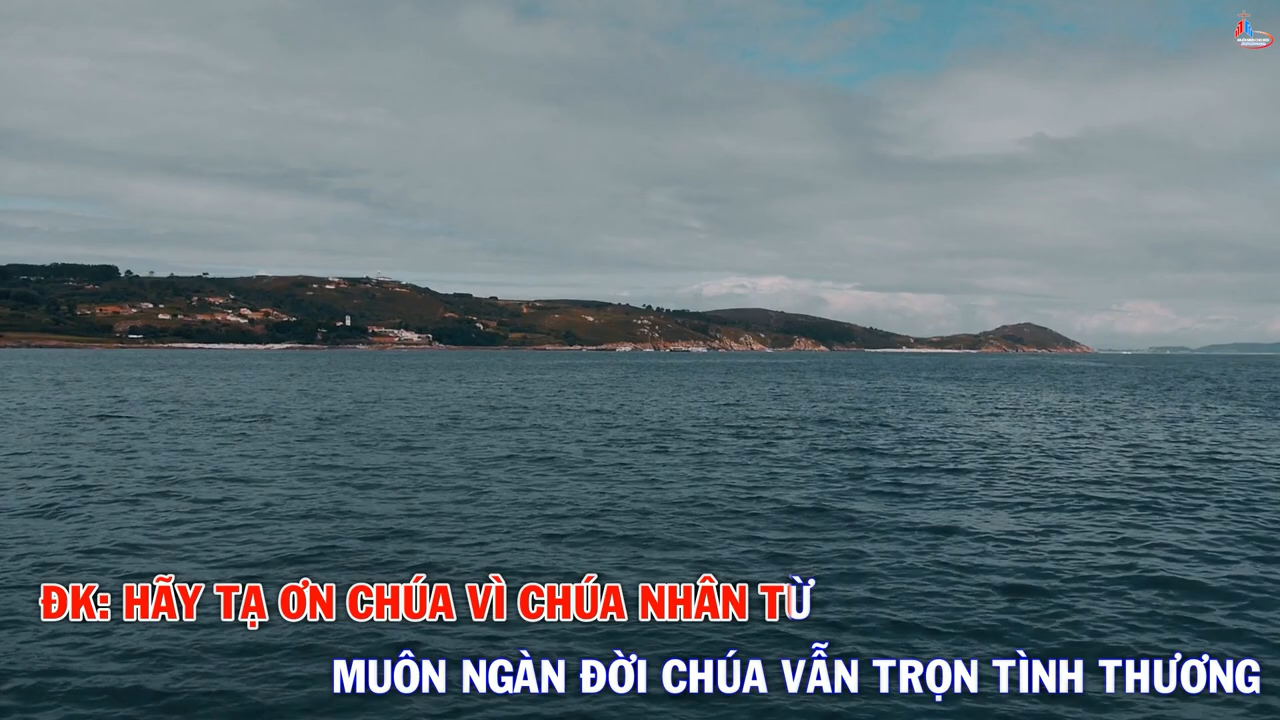 ĐK: HÃY TẠ ƠN CHÚA VÌ CHÚA NHÂN TỪ
MUÔN NGÀN ĐỜI CHÚA VẪN TRỌN TÌNH THƯƠNG